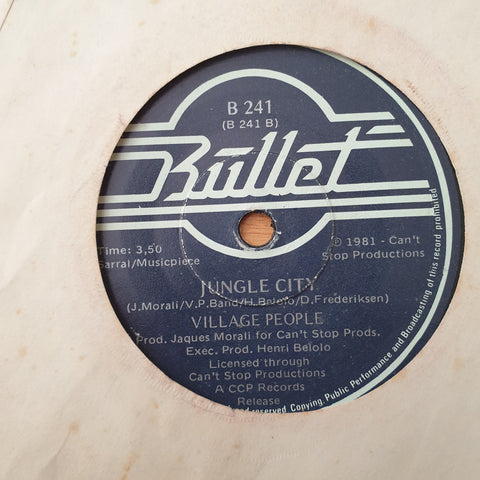 B 241
(B 241 B)
Bullet
Time: 3,50
Barral/Musicpiece
℗ 1981 - Can't
Stop Productions
JUNGLE CITY
(J.Morali/V.P.Band/H.Belolo/D.Frederiksen)
VILLAGE PEOPLE
Prod. Jaques Morali for Can't Stop Prods.
Exec. Prod. Henri Belolo
Licensed through
Can't Stop Productions
A CCP Records
Release
reserved Copying, Public Performance and Broadcasting of this record prohibited